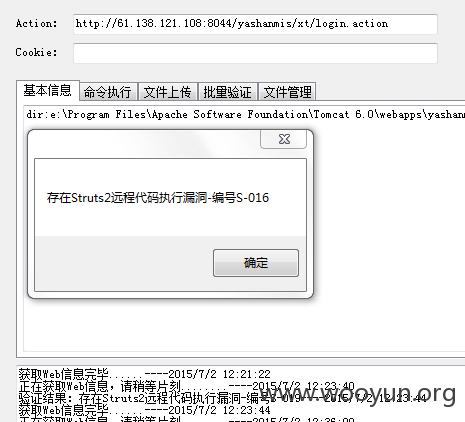 Action: http://61.138.121.108:8044/yashanmis/xt/login.action
Cookie:
基本信息 命令执行 文件上传 批量验证 文件管理
dir:e:\Program Files\Apache Software Foundation\Tomcat 6.0\webapps\yashanm
存在Struts2远程代码执行漏洞-编号S-016
确定
获取Web信息完毕......----2015/7/2 12:21:22
正在获取Web信息，请稍等片刻........----2015/7/2 12:23:40
验证结果：存在Struts2远程代码执行漏洞-编号S-019----2015/7/2 12:23:44
获取Web信息完毕......----2015/7/2 12:23:44
www.wooyun.org